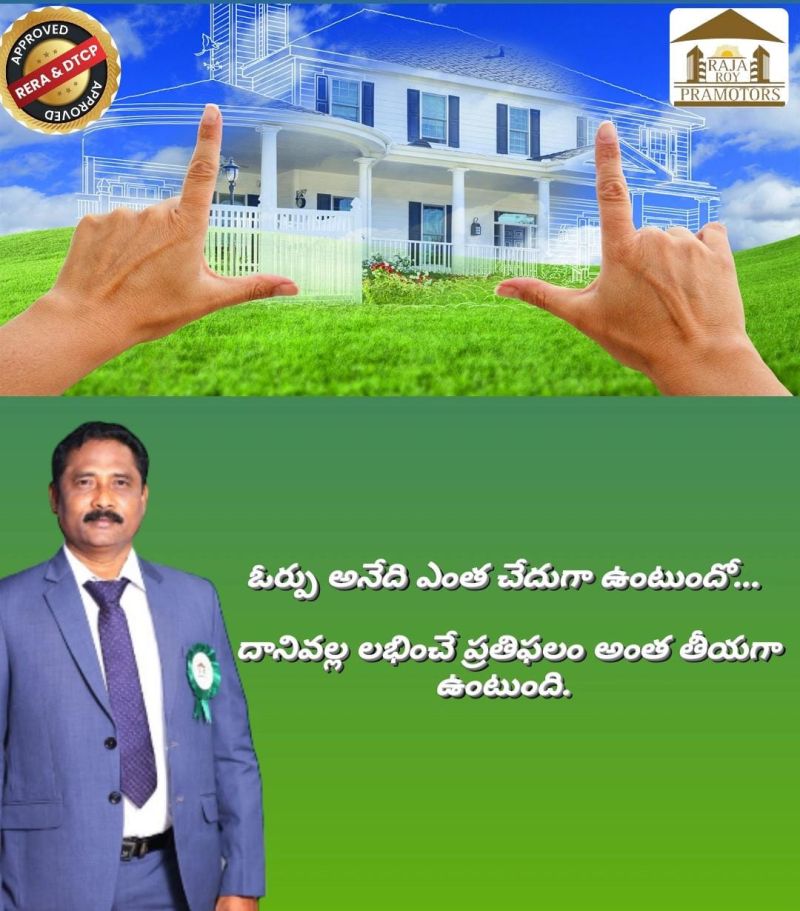 APPROVED
RERA & DTCP
APPROVED
RAJA
ROY
PRAMOTORS
ఓర్పు అనేది ఎంత చేదుగా ఉంటుందో...
దానివల్ల లభించే ప్రతిఫలం అంత తీయగా
ఉంటుంది.